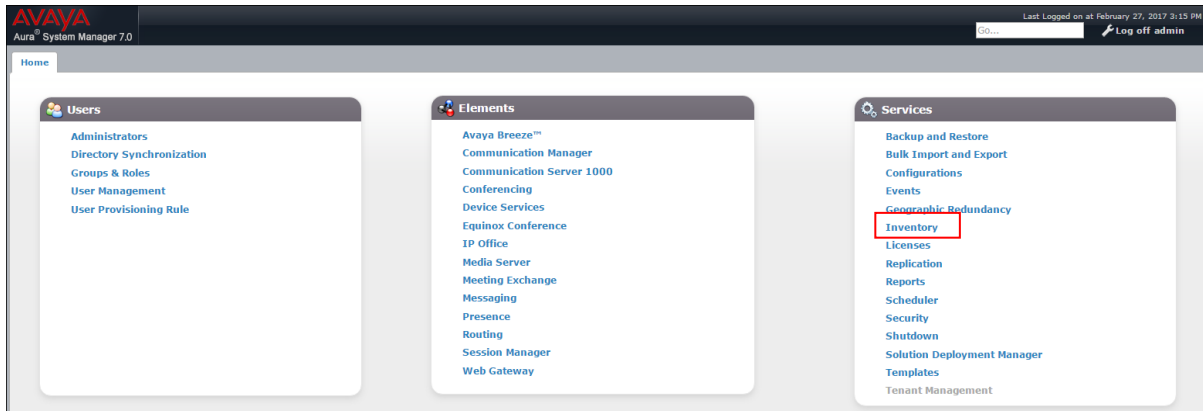 AVAYA
Aura® System Manager 7.0
Last Logged on at February 27, 2017 3:15 PM
Go...
Log off admin
Home
Users
Administrators
Directory Synchronization
Groups & Roles
User Management
User Provisioning Rule
Elements
Avaya Breeze™
Communication Manager
Communication Server 1000
Conferencing
Device Services
Equinox Conference
IP Office
Media Server
Meeting Exchange
Messaging
Presence
Routing
Session Manager
Web Gateway
Services
Backup and Restore
Bulk Import and Export
Configurations
Events
Geographic Redundancy
Inventory
Licenses
Replication
Reports
Scheduler
Security
Shutdown
Solution Deployment Manager
Templates
Tenant Management